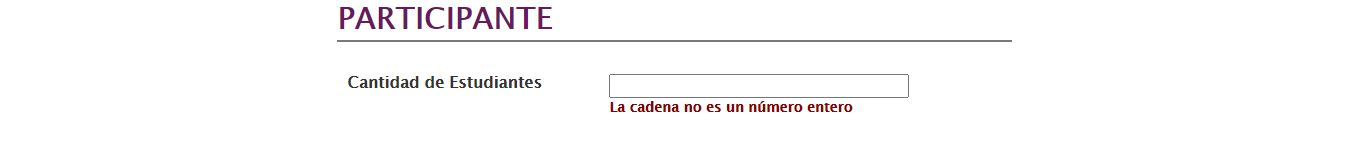 PARTICIPANTE
Cantidad de Estudiantes
La cadena no es un número entero